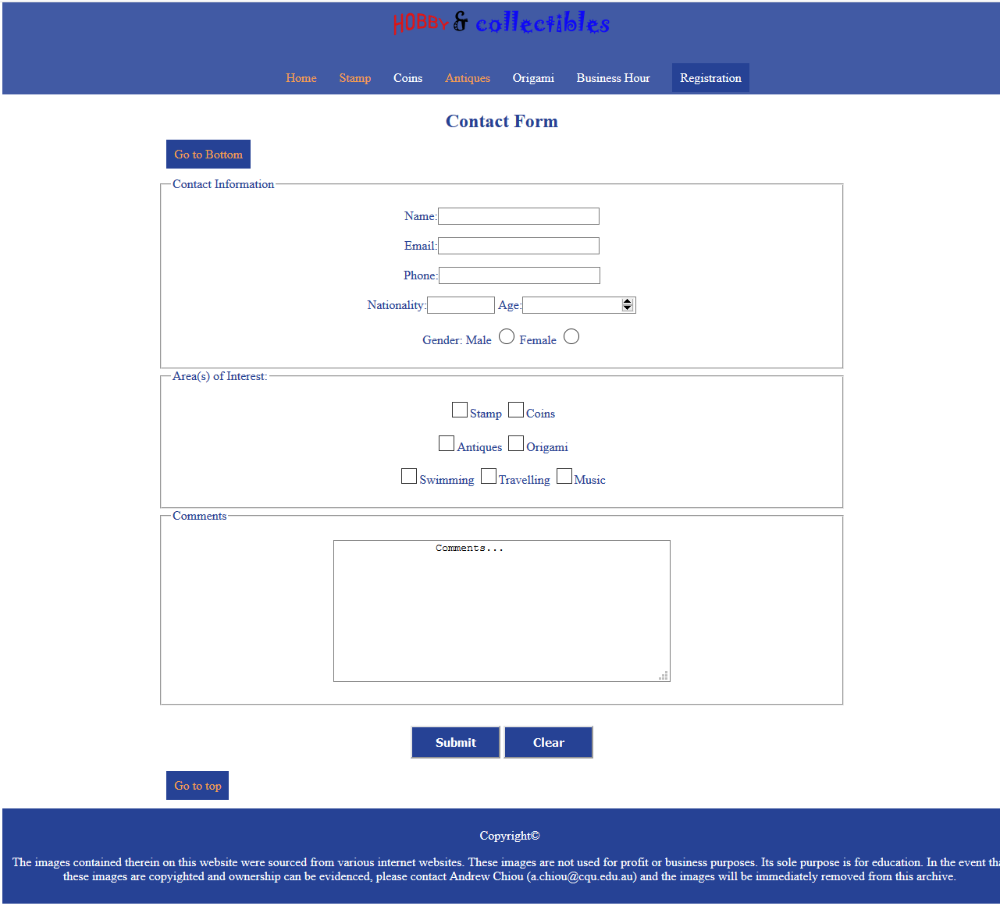 HOBBY & collectibles
Home Stamp Coins Antiques Origami Business Hour Registration
Contact Form
Go to Bottom
Contact Information
Name:
Email:
Phone:
Nationality: Age:
Gender: Male Female
Area(s) of Interest:
Stamp Coins
Antiques Origami
Swimming Travelling Music
Comments
Comments...
Submit Clear
Go to top
Copyright©
The images contained therein on this website were sourced from various internet websites. These images are not used for profit or business purposes. Its sole purpose is for education. In the event tha
these images are copyighted and ownership can be evidenced, please contact Andrew Chiou (a.chiou@cqu.edu.au) and the images will be immediately removed from this archive.